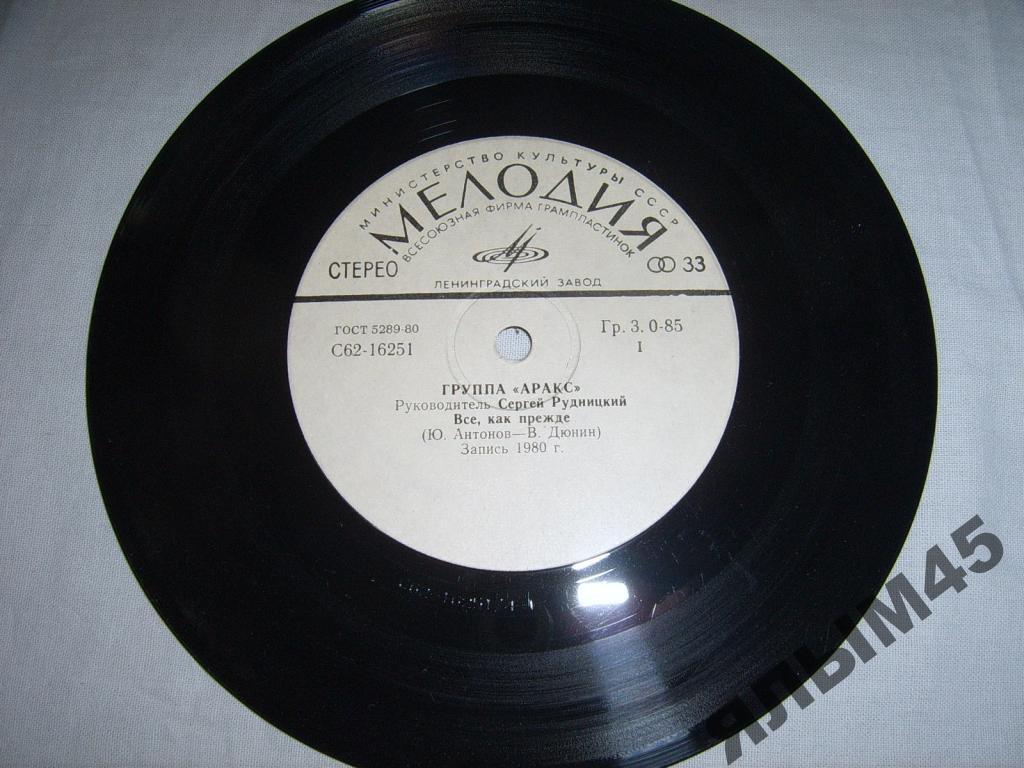 МИНИСТЕРСТВО КУЛЬТУРЫ СССР
МЕЛОДИЯ
ВСЕСОЮЗНАЯ ФИРМА ГРАМПЛАСТИНОК
СТЕРЕО
33
ЛЕНИНГРАДСКИЙ ЗАВОД
ГОСТ 5289-80
Гр. 3. 0-85
С62-16251
I
ГРУППА «АРАКС»
Руководитель Сергей Рудницкий
Все, как прежде
(Ю. Антонов—В. Дюнин)
Запись 1980 г.
ЯЛЫМ45